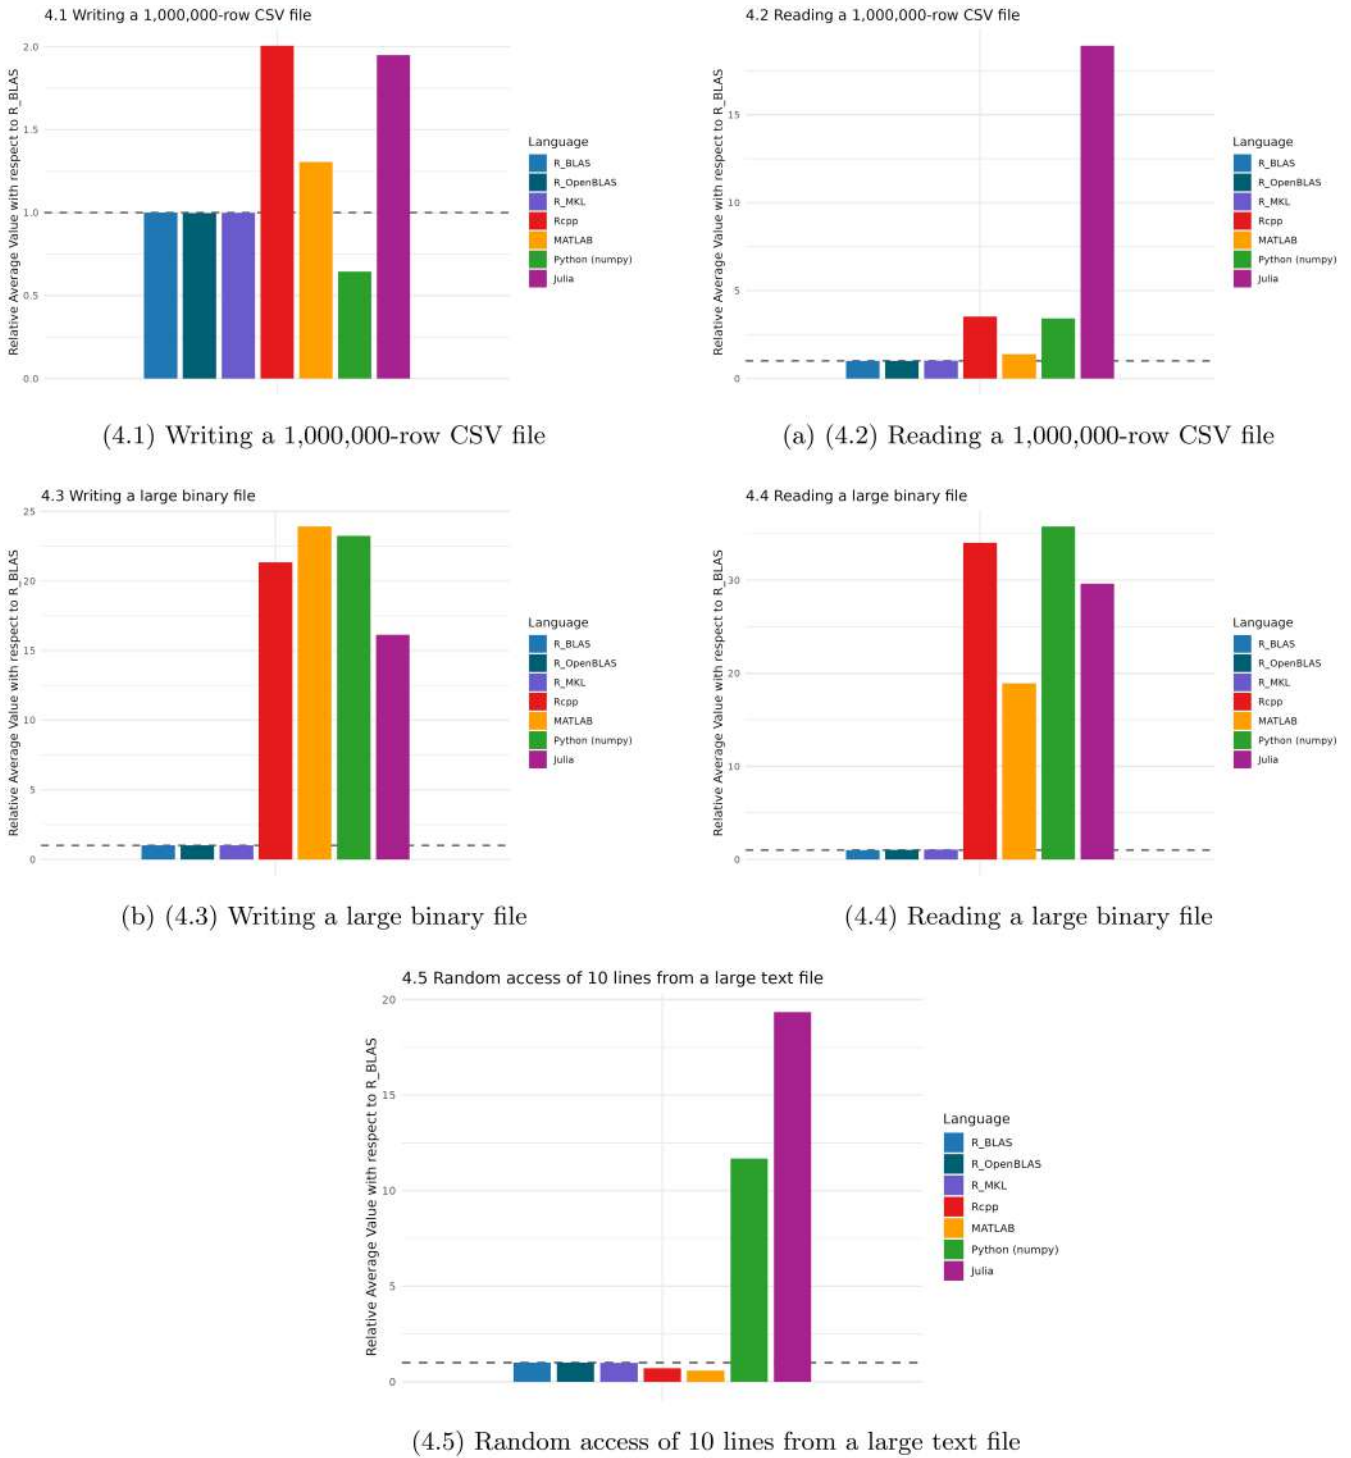 4.1 Writing a 1,000,000-row CSV file
Relative Average Value with respect to R_BLAS
2.0
1.5
1.0
0.5
0.0
Language
R_BLAS
R_OpenBLAS
R_MKL
Rcpp
MATLAB
Python (numpy)
Julia
(4.1) Writing a 1,000,000-row CSV file
4.2 Reading a 1,000,000-row CSV file
Relative Average Value with respect to R_BLAS
15
10
5
0
Language
R_BLAS
R_OpenBLAS
R_MKL
Rcpp
MATLAB
Python (numpy)
Julia
(a) (4.2) Reading a 1,000,000-row CSV file
4.3 Writing a large binary file
Relative Average Value with respect to R_BLAS
25
20
15
10
5
0
Language
R_BLAS
R_OpenBLAS
R_MKL
Rcpp
MATLAB
Python (numpy)
Julia
(b) (4.3) Writing a large binary file
4.4 Reading a large binary file
Relative Average Value with respect to R_BLAS
30
20
10
0
Language
R_BLAS
R_OpenBLAS
R_MKL
Rcpp
MATLAB
Python (numpy)
Julia
(4.4) Reading a large binary file
4.5 Random access of 10 lines from a large text file
Relative Average Value with respect to R_BLAS
20
15
10
5
0
Language
R_BLAS
R_OpenBLAS
R_MKL
Rcpp
MATLAB
Python (numpy)
Julia
(4.5) Random access of 10 lines from a large text file